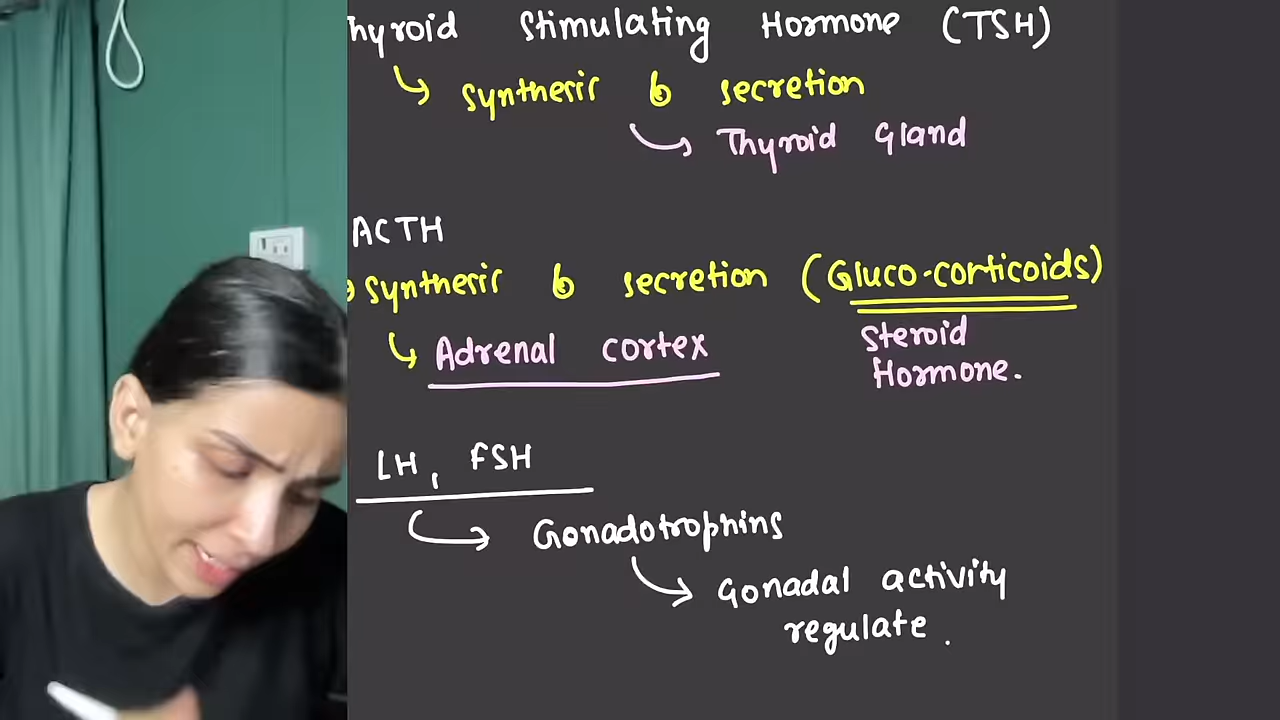 hyroid Stimulating Hormone (TSH)
↳ Synthesis & secretion
↳ Thyroid Gland
ACTH
Synthesis & secretion (Gluco-corticoids)
↳ Adrenal cortex
Steroid
Hormone.
LH, FSH
→ Gonadotrophins
↳ Gonadal activity
regulate.